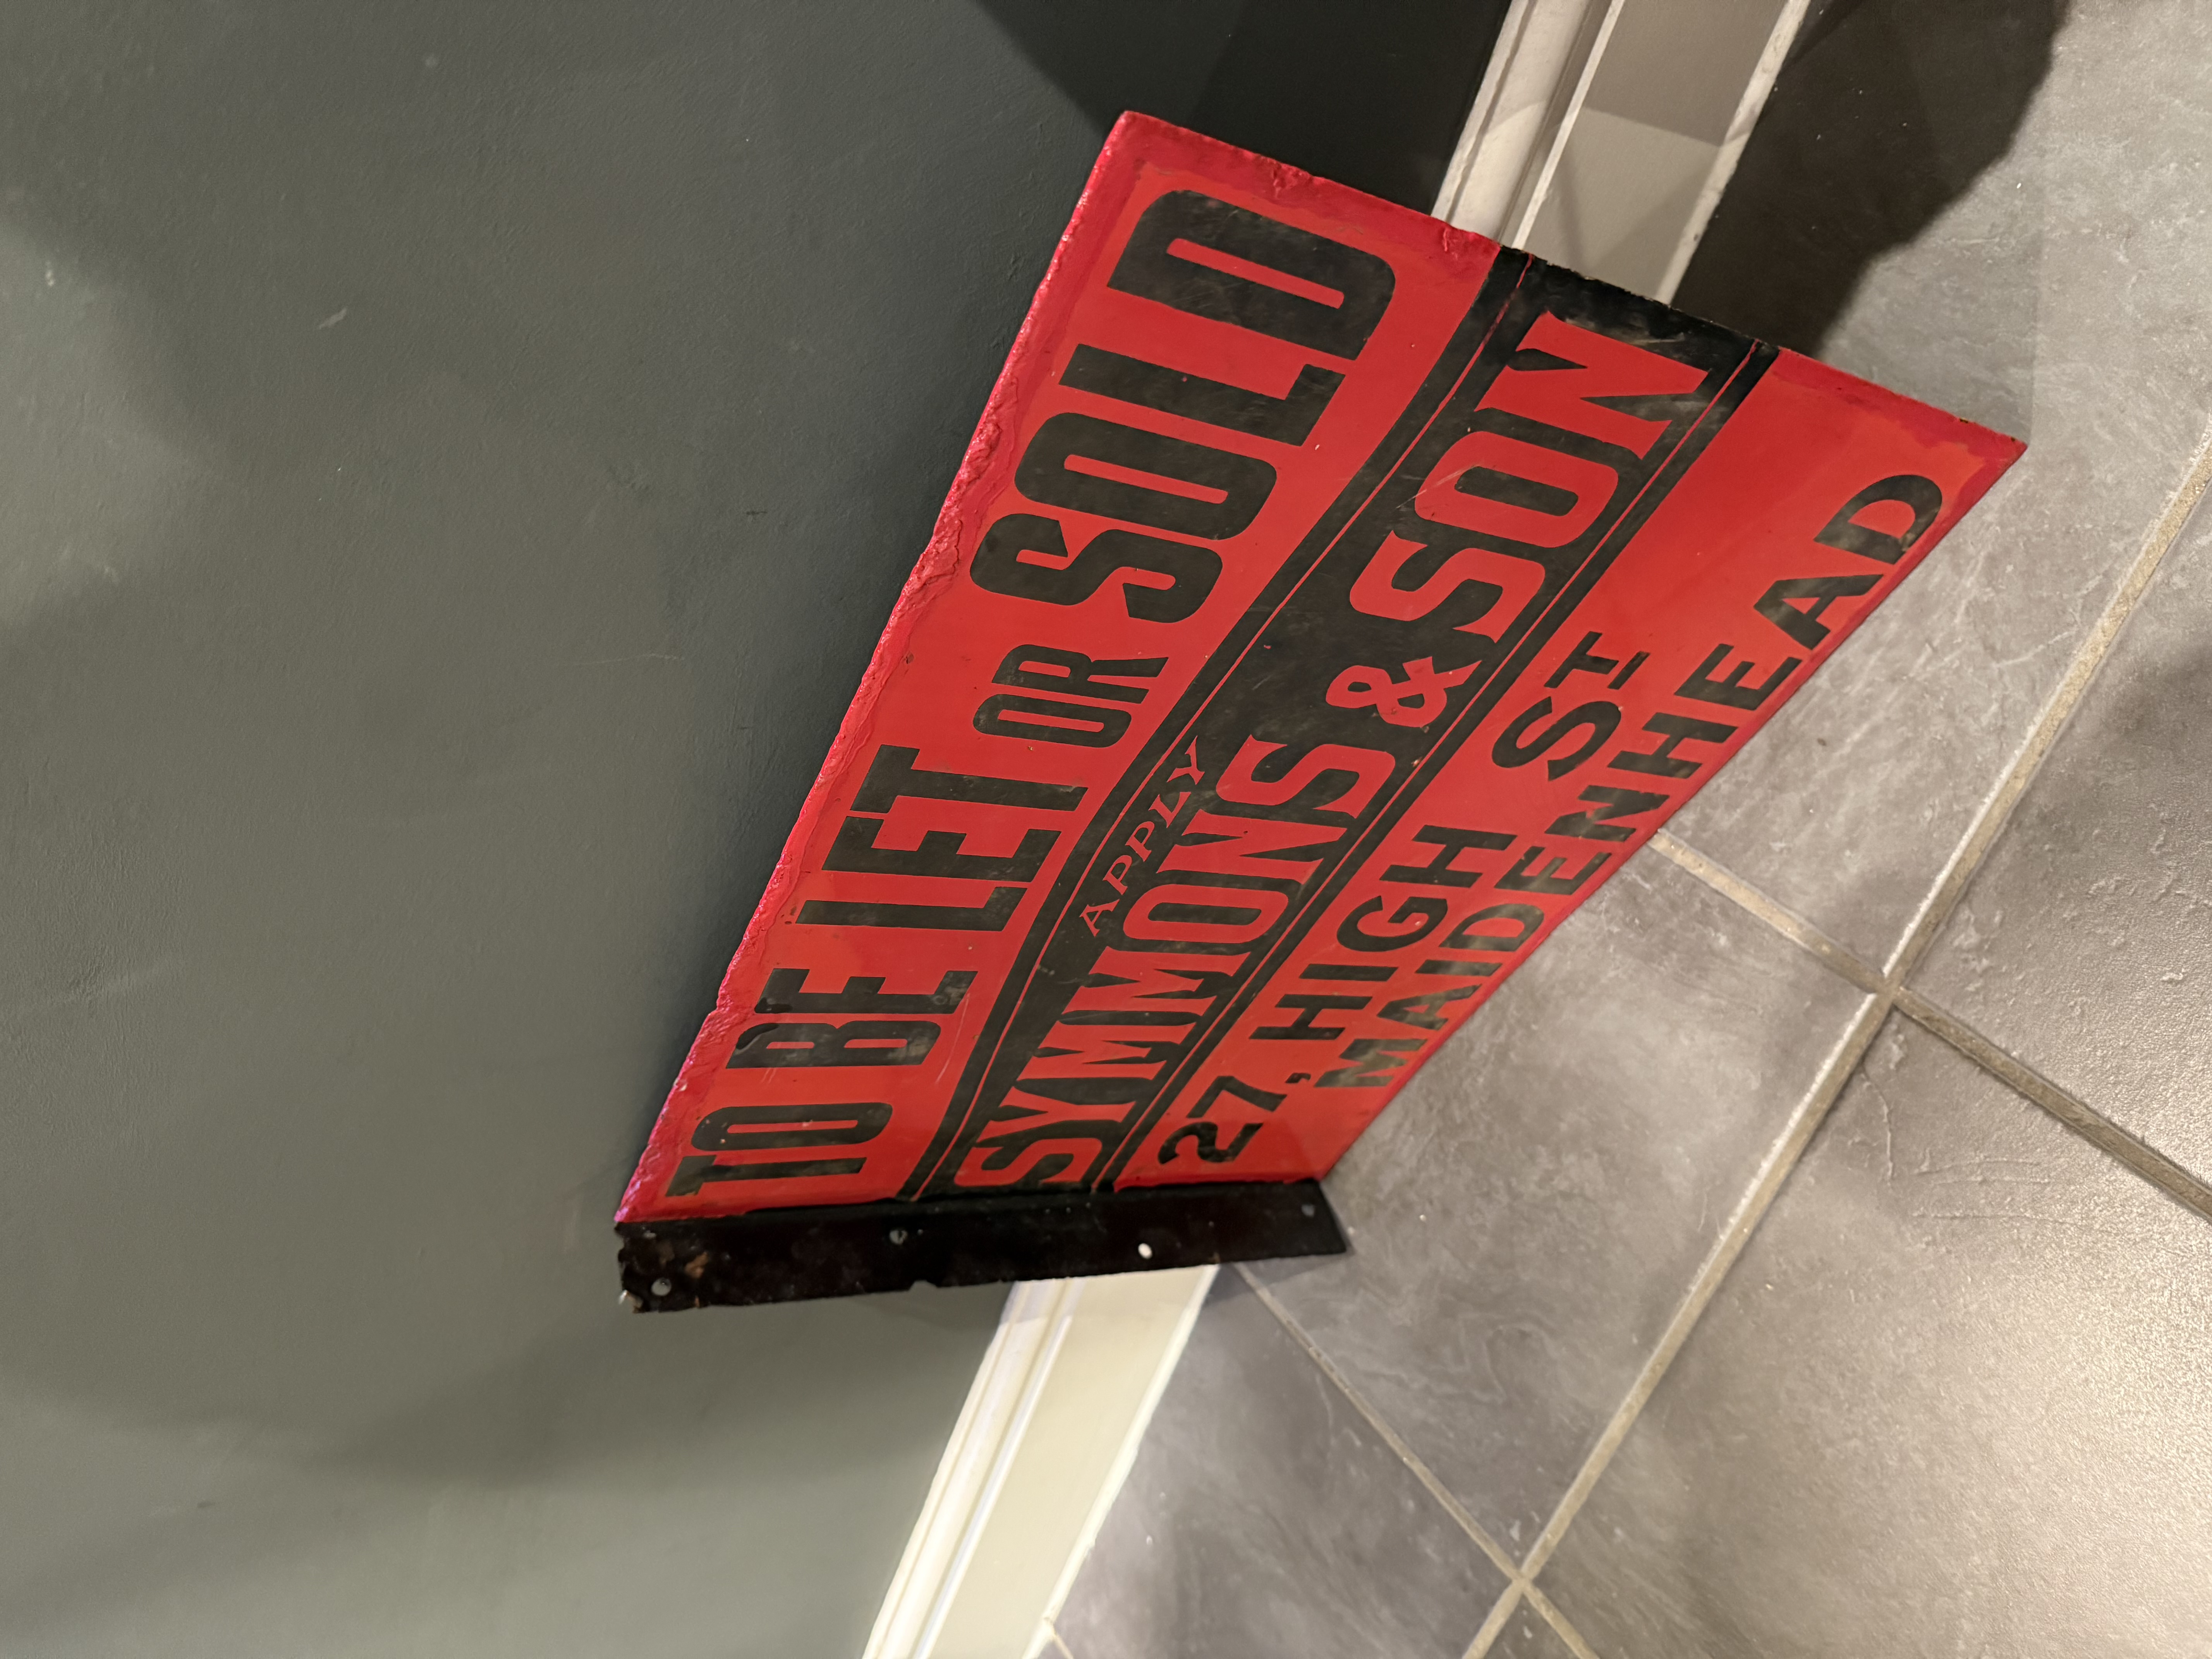 TO BE LET OR SOLD
APPLY
SYMMONS & SON
27, HIGH ST
MAIDENHEAD